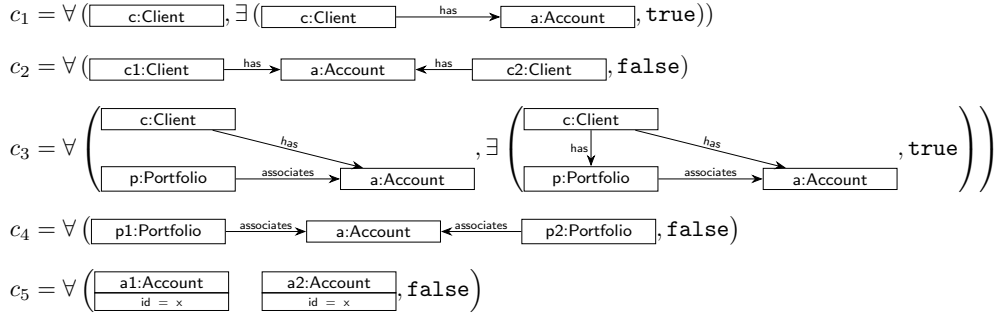 c1 = ∀ (c:Client, ∃ (c:Client has a:Account, true))
c2 = ∀ (c1:Client has a:Account has c2:Client, false)
c3 = ∀ (c:Client has p:Portfolio associates a:Account, ∃ (c:Client has has p:Portfolio associates a:Account, true))
c4 = ∀ (p1:Portfolio associates a:Account associates p2:Portfolio, false)
c5 = ∀ (a1:Account id = x a2:Account id = x, false)